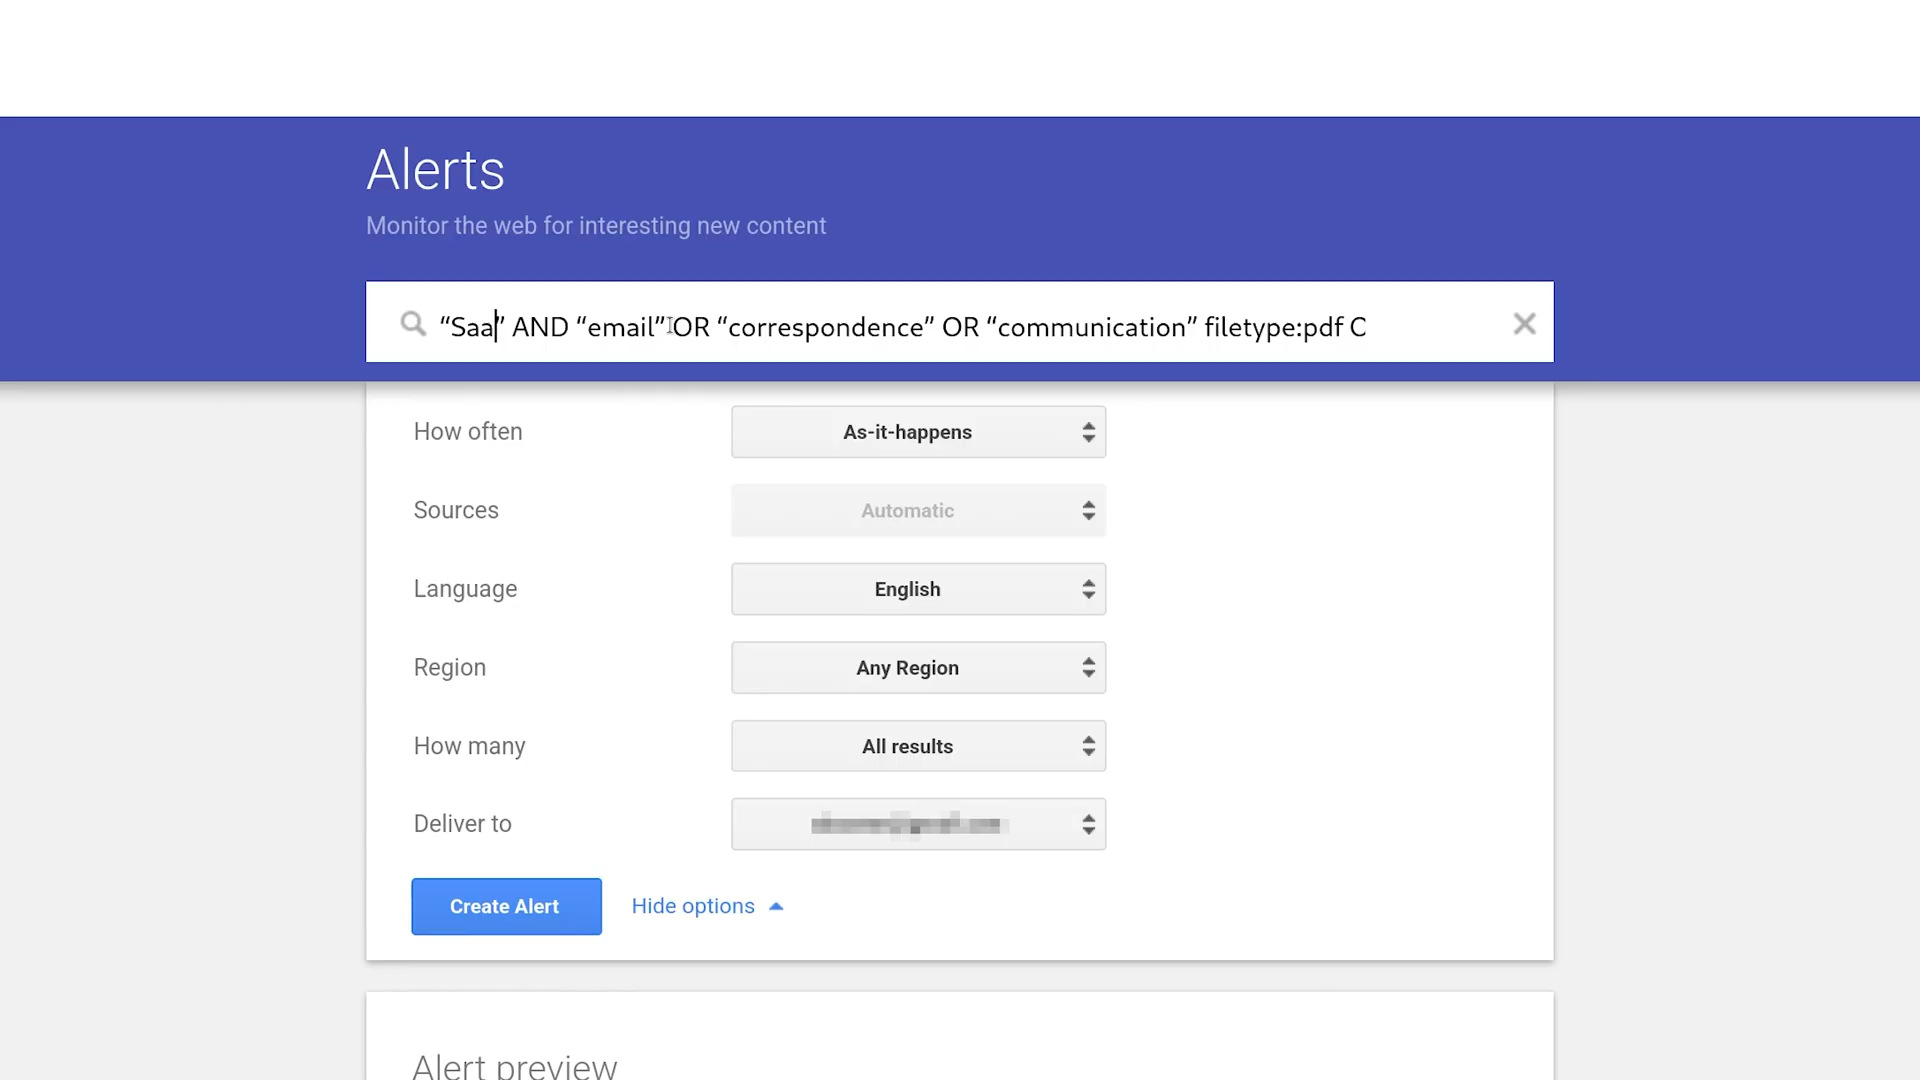 Alerts
Monitor the web for interesting new content
“Saa” AND “email” OR “correspondence” OR “communication” filetype:pdf C
How often As-it-happens
Sources Automatic
Language English
Region Any Region
How many All results
Deliver to
Create Alert Hide options
Alert preview